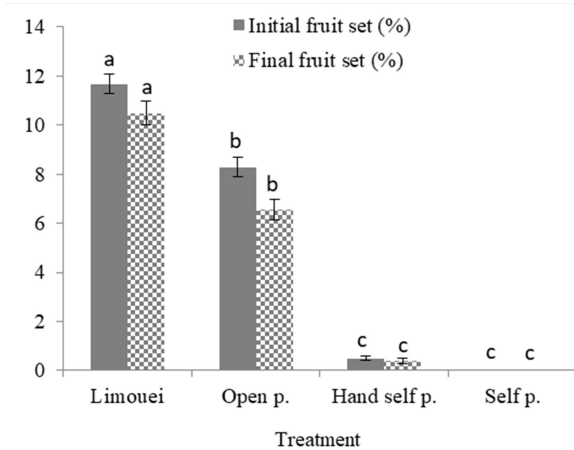 Initial fruit set (%)
Final fruit set (%)
14
12
10
8
6
4
2
0
a a
b b
c c
c c
Limouei Open p. Hand self p. Self p.
Treatment